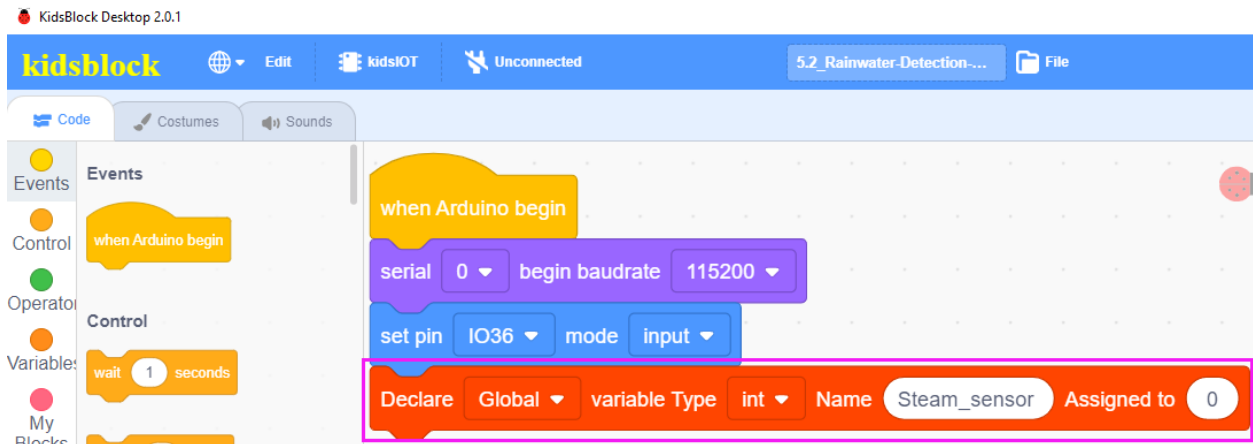 KidsBlock Desktop 2.0.1
kidsblock Edit kidsIOT Unconnected 5.2_Rainwater-Detection-... File
Code Costumes Sounds
Events
Control
Variables
My
Events
when Arduino begin
Control
wait 1 seconds
when Arduino begin
serial 0 begin baudrate 115200
set pin IO36 mode input
Declare Global variable Type int Name Steam_sensor Assigned to 0